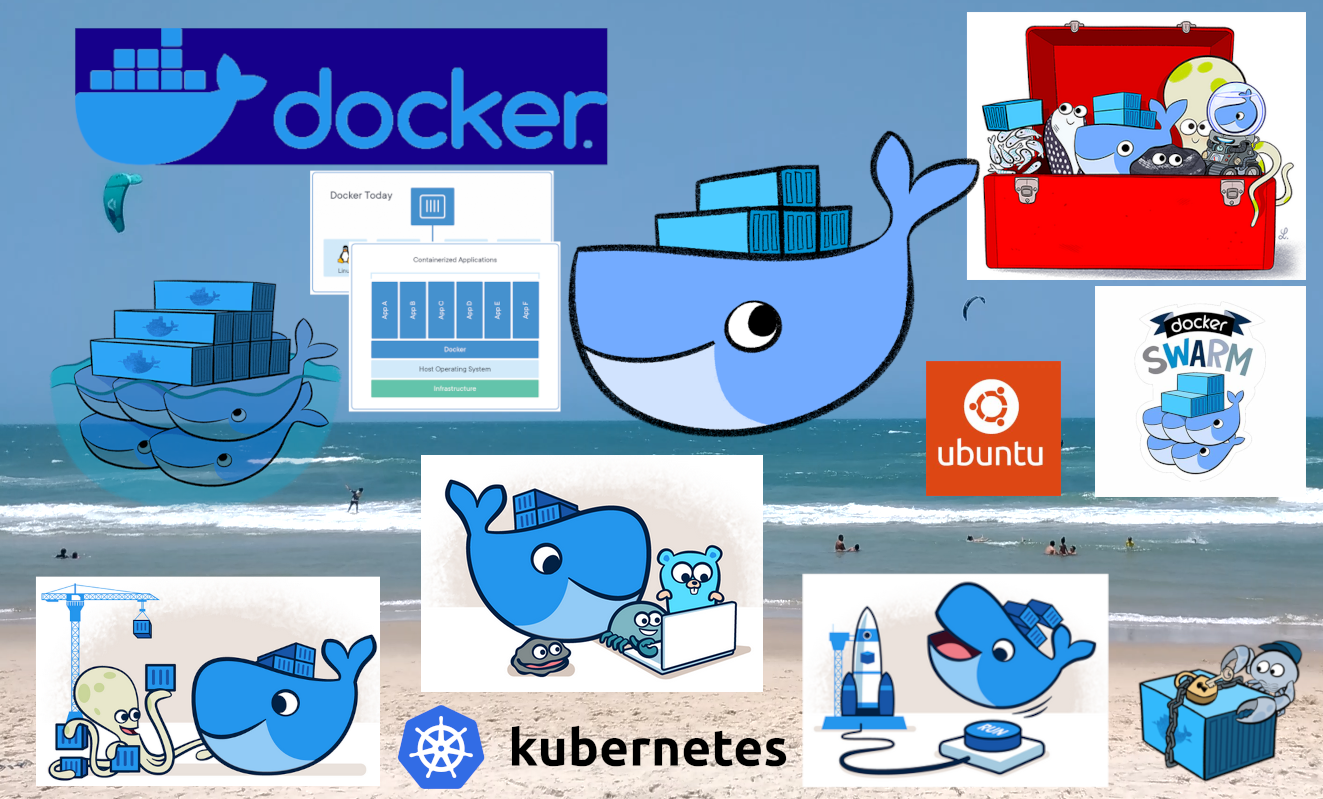 docker.
Docker Today
Containerized Applications
App A
App B
App C
App D
App E
App F
Docker
Host Operating System
Infrastructure
ubuntu
docker
SWARM
RUN
kubernetes